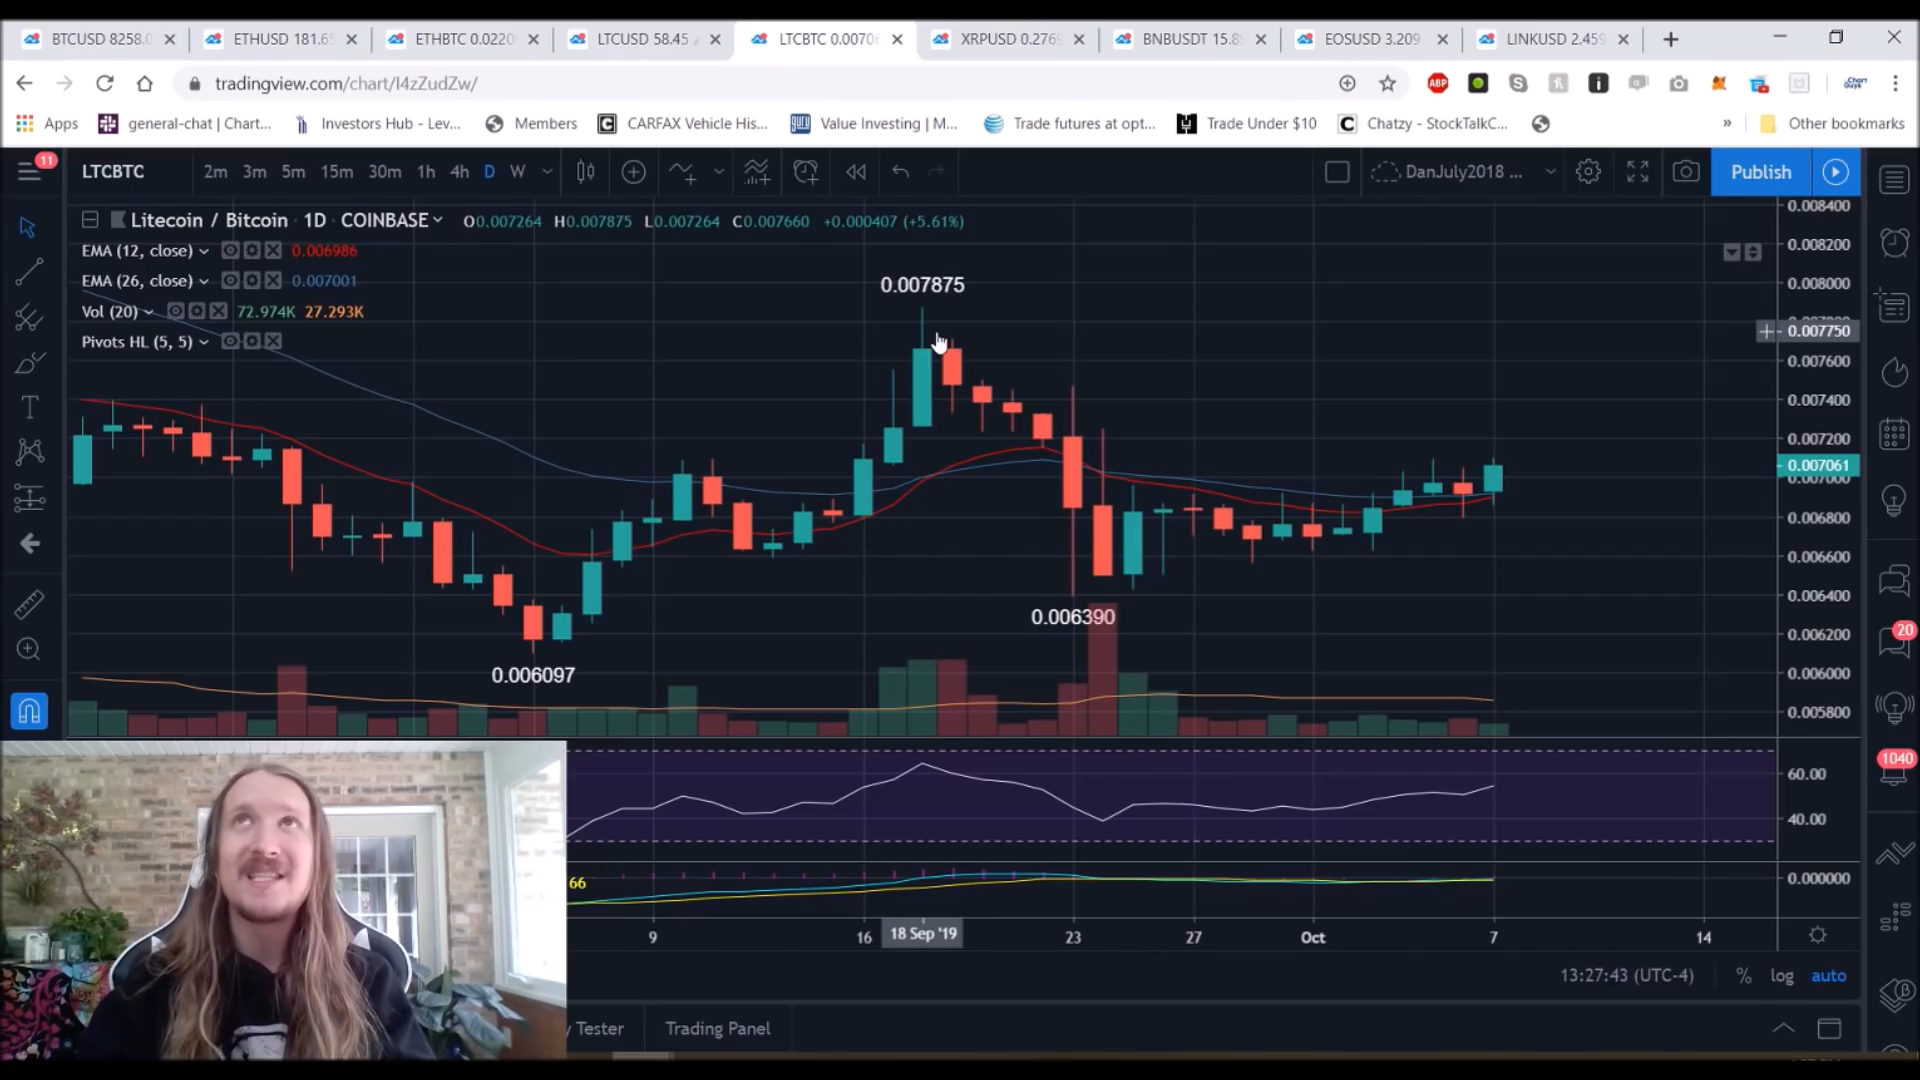 BTCUSD 8258.0
ETHUSD 181.65
ETHBTC 0.0220
LTCUSD 58.45
LTCBTC 0.0070
XRPUSD 0.2769
BNBUSDT 15.8
EOSUSD 3.209
LINKUSD 2.459
tradingview.com/chart/I4zZudZw/
ABP
Apps
general-chat | Chart...
Investors Hub - Lev...
Members
CARFAX Vehicle His...
guru
Value Investing | M...
Trade futures at opt...
Trade Under $10
Chatzy - StockTalkC...
»
Other bookmarks
11
LTCBTC
2m 3m 5m 15m 30m 1h 4h D W
DanJuly2018 ...
Publish
Litecoin / Bitcoin · 1D · COINBASE
O0.007264 H0.007875 L0.007264 C0.007660 +0.000407 (+5.61%)
EMA (12, close) 0.006986
EMA (26, close) 0.007001
Vol (20) 72.974K 27.293K
Pivots HL (5, 5)
0.007875
0.006390
0.006097
0.008400
0.008200
0.008000
0.007750
0.007600
0.007400
0.007200
0.007061
0.007000
0.006800
0.006600
0.006400
0.006200
0.006000
0.005800
60.00
40.00
66
0.000000
9 16 18 Sep '19 23 27 Oct 7 14
13:27:43 (UTC-4) % log auto
y Tester
Trading Panel
20
1040